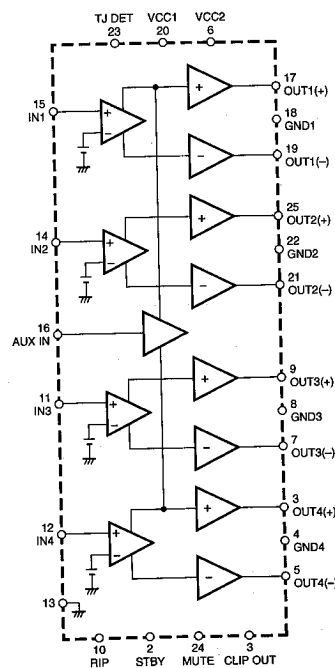 TJ DET VCC1 VCC2
23 20 6
17
OUT1(+)
15
IN1
18
GND1
19
OUT1(−)
25
OUT2(+)
14
IN2
22
GND2
21
OUT2(−)
16
AUX IN
9
OUT3(+)
11
IN3
8
GND3
7
OUT3(−)
3
OUT4(+)
12
IN4
4
GND4
5
OUT4(−)
13
10 2 24 3
RIP STBY MUTE CLIP OUT